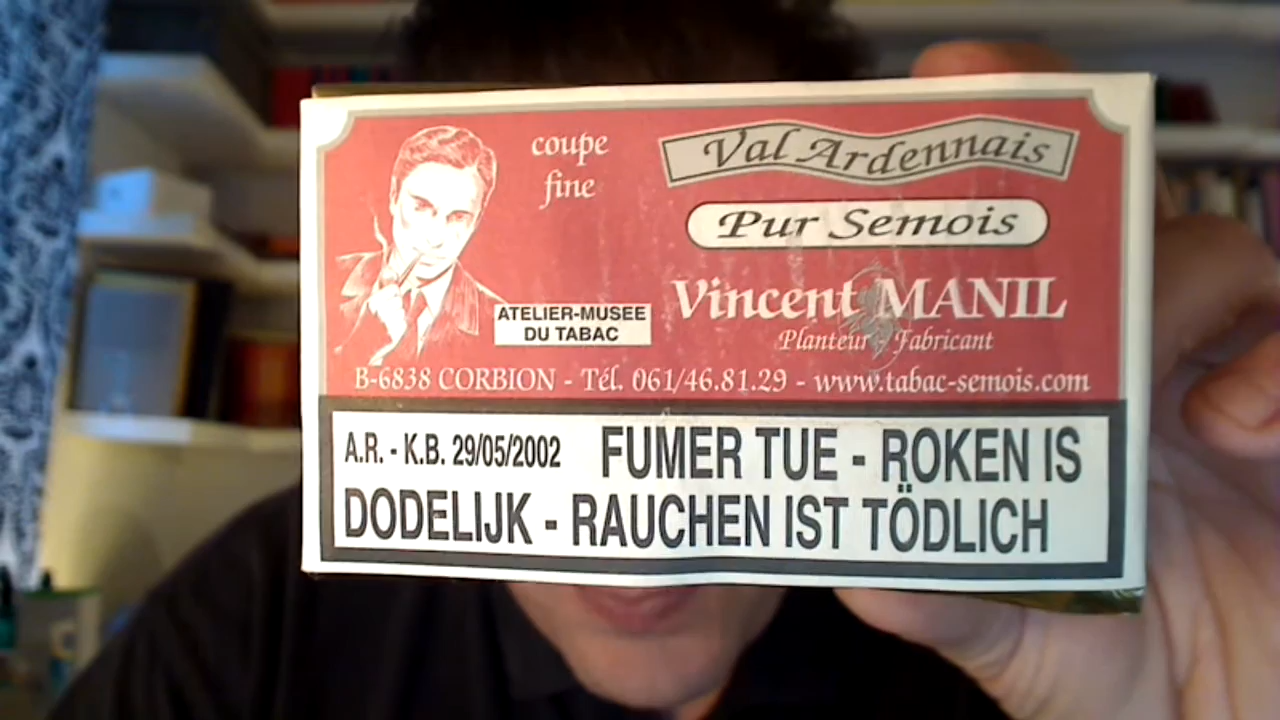 coupe
fine
Val Ardennais
Pur Semois
Vincent MANIL
Planteur - Fabricant
ATELIER-MUSEE
DU TABAC
B-6838 CORBION - Tél. 061/46.81.29 - www.tabac-semois.com
A.R. - K.B. 29/05/2002 FUMER TUE - ROKEN IS
DODELIJK - RAUCHEN IST TÖDLICH